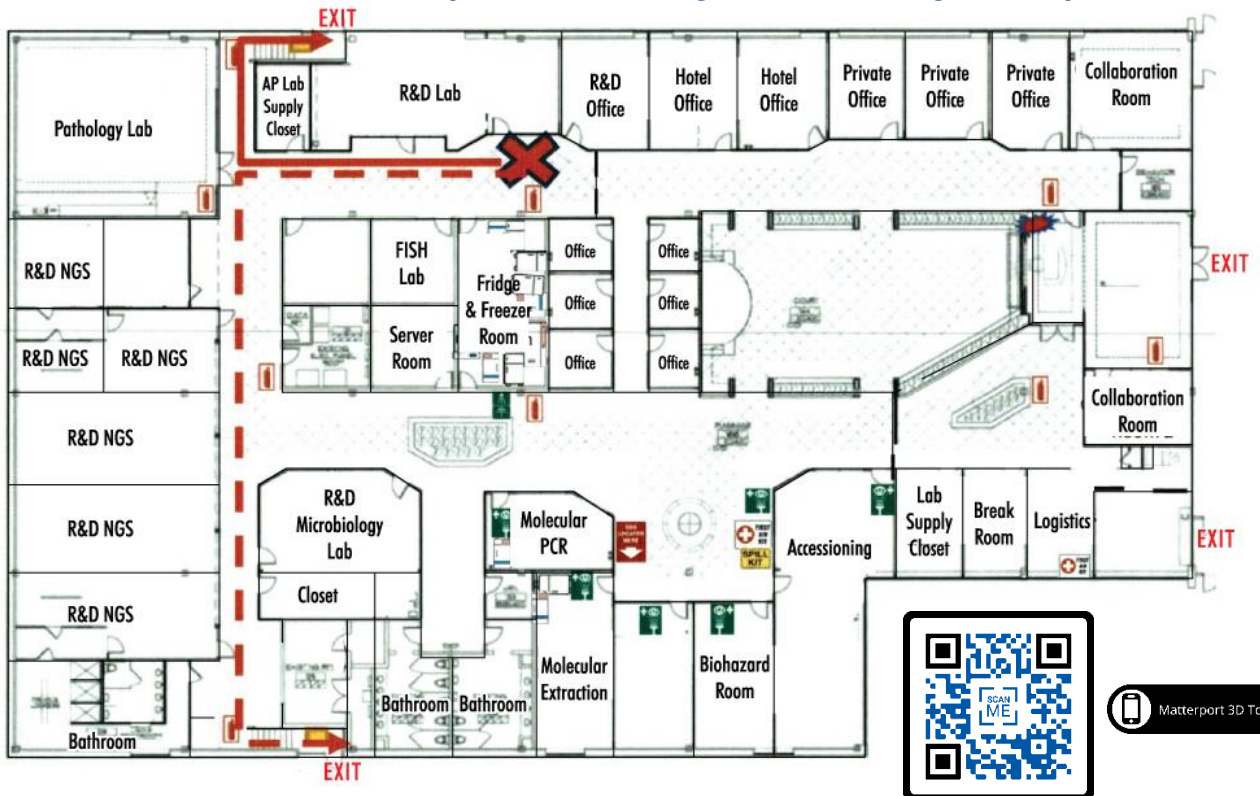 EXIT
Pathology Lab
AP Lab
Supply
Closet
R&D Lab
R&D
Office
Hotel
Office
Hotel
Office
Private
Office
Private
Office
Private
Office
Collaboration
Room
R&D NGS
FISH
Lab
Fridge
& Freezer
Room
Office
Office
EXIT
Server
Room
Office
Office
R&D NGS
R&D NGS
Office
Office
Collaboration
Room
R&D NGS
R&D
Microbiology
Lab
Molecular
PCR
FIRST
AID
KIT
SPILL
KIT
Accessioning
Lab
Supply
Closet
Break
Room
Logistics
FIRST
AID
KIT
EXIT
R&D NGS
Closet
R&D NGS
Molecular
Extraction
Biohazard
Room
Bathroom
Bathroom
Bathroom
EXIT
SCAN
ME
Matterport 3D To